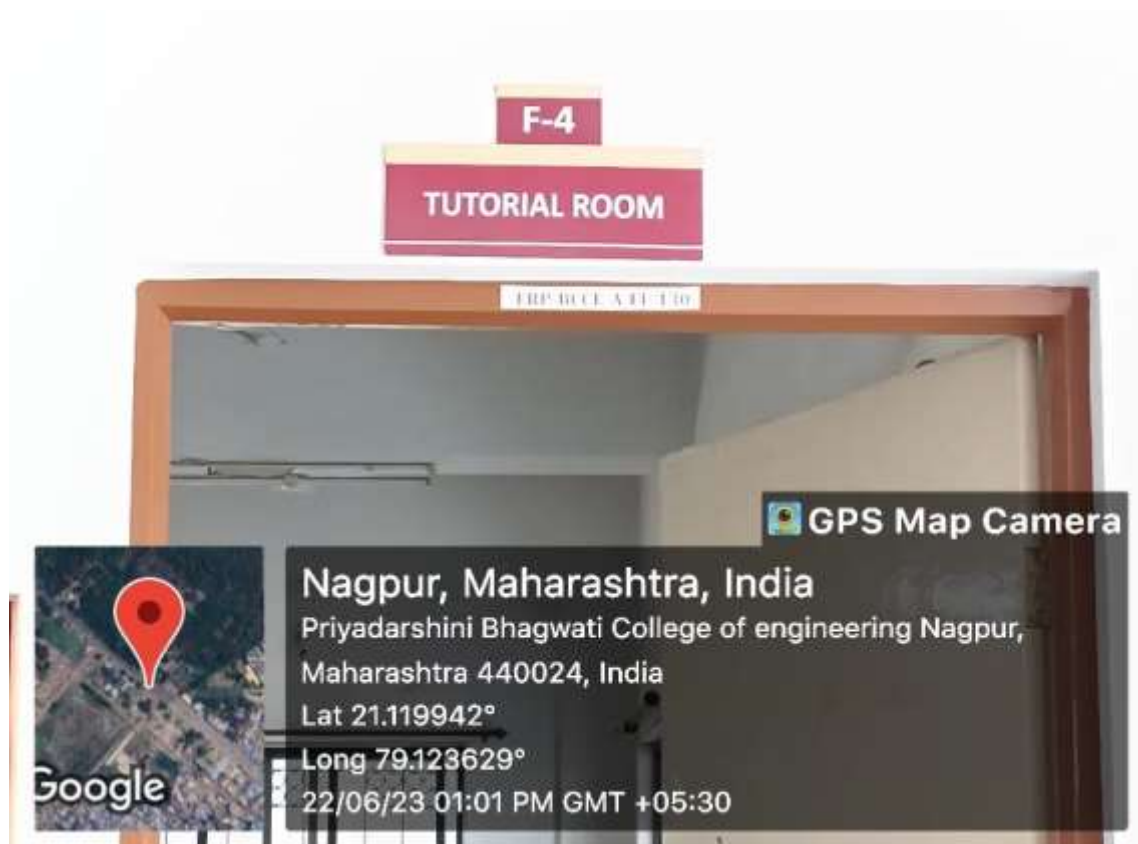 F-4
TUTORIAL ROOM
GPS Map Camera
Nagpur, Maharashtra, India
Priyadarshini Bhagwati College of engineering Nagpur,
Maharashtra 440024, India
Lat 21.119942°
Long 79.123629°
22/06/23 01:01 PM GMT +05:30
Google